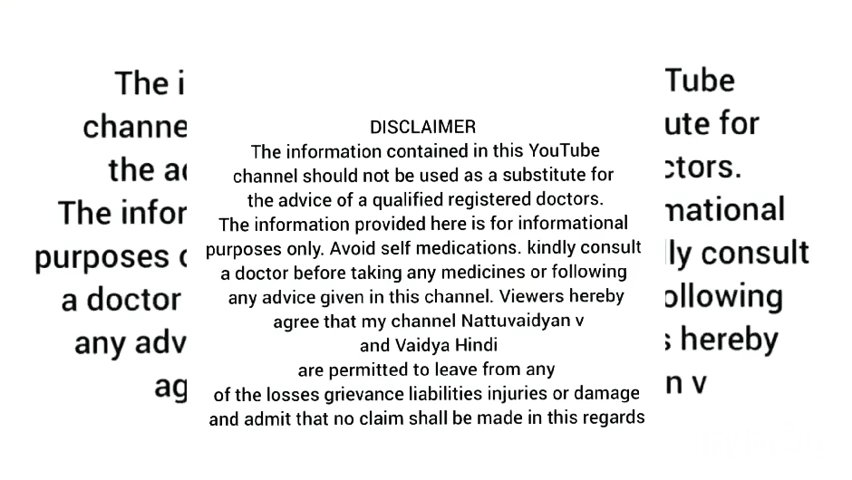 DISCLAIMER
The information contained in this YouTube
channel should not be used as a substitute for
the advice of a qualified registered doctors.
The information provided here is for informational
purposes only. Avoid self medications. kindly consult
a doctor before taking any medicines or following
any advice given in this channel. Viewers hereby
agree that my channel Nattuvaidyan v
and Vaidya Hindi
are permitted to leave from any
of the losses grievance liabilities injuries or damage
and admit that no claim shall be made in this regards